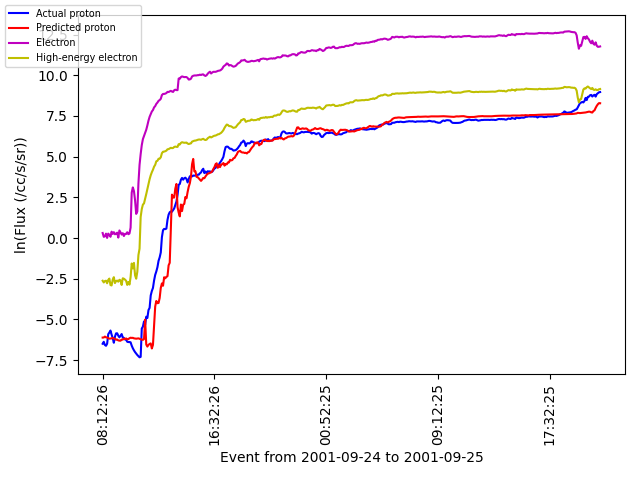 Actual proton
Predicted proton
Electron
High-energy electron
12.5
10.0
7.5
5.0
2.5
0.0
−2.5
−5.0
−7.5
ln(Flux (/cc/s/sr))
08:12:26
16:32:26
00:52:25
09:12:25
17:32:25
Event from 2001-09-24 to 2001-09-25